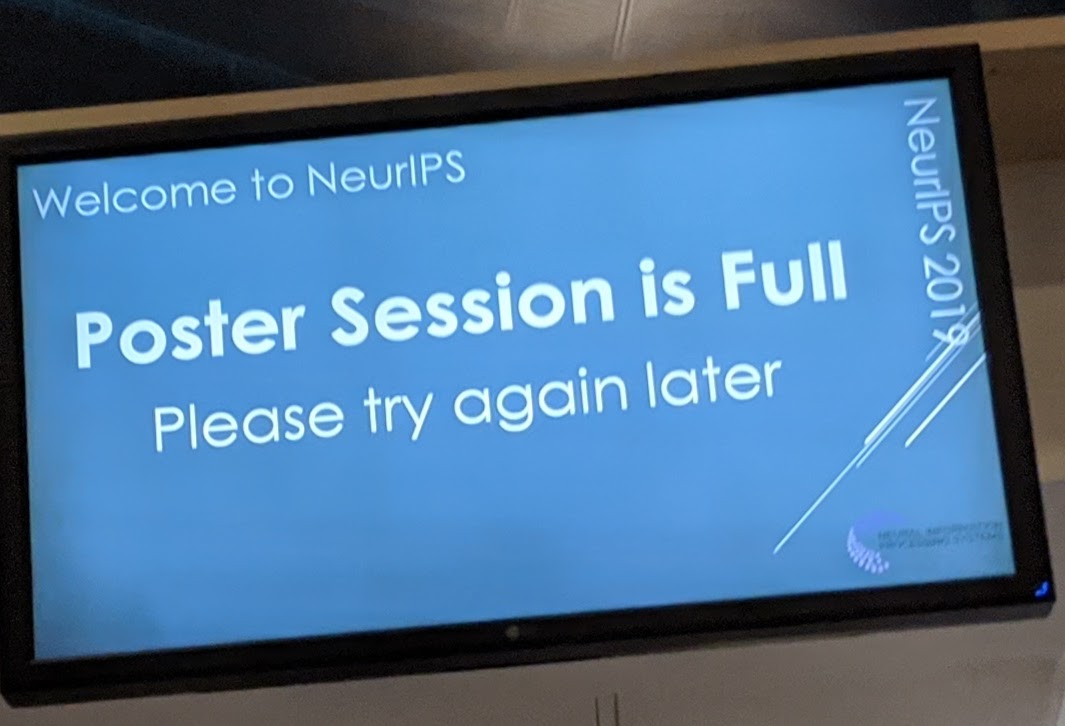 Welcome to NeurIPS
Poster Session is Full
Please try again later
NeurIPS 2019
NEURAL INFORMATION
PROCESSING SYSTEMS